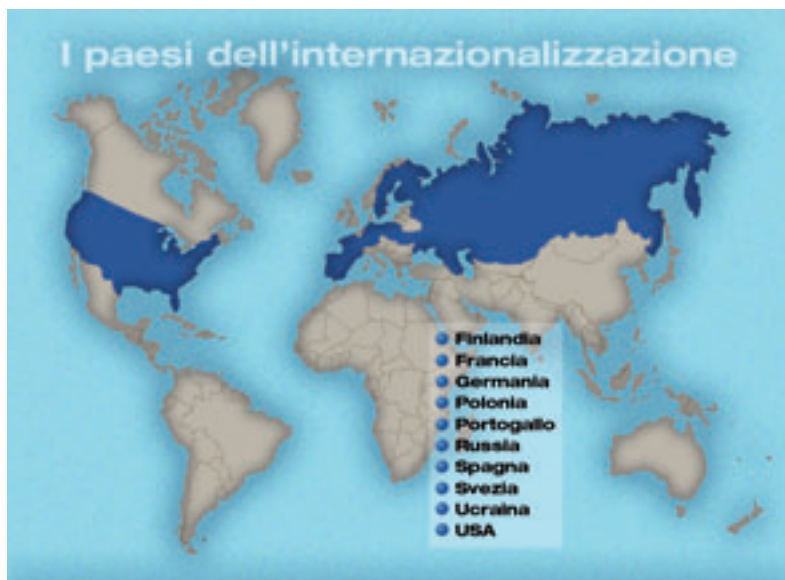 I paesi dell'internazionalizzazione
Finlandia
Francia
Germania
Polonia
Portogallo
Russia
Spagna
Svezia
Ucraina
USA